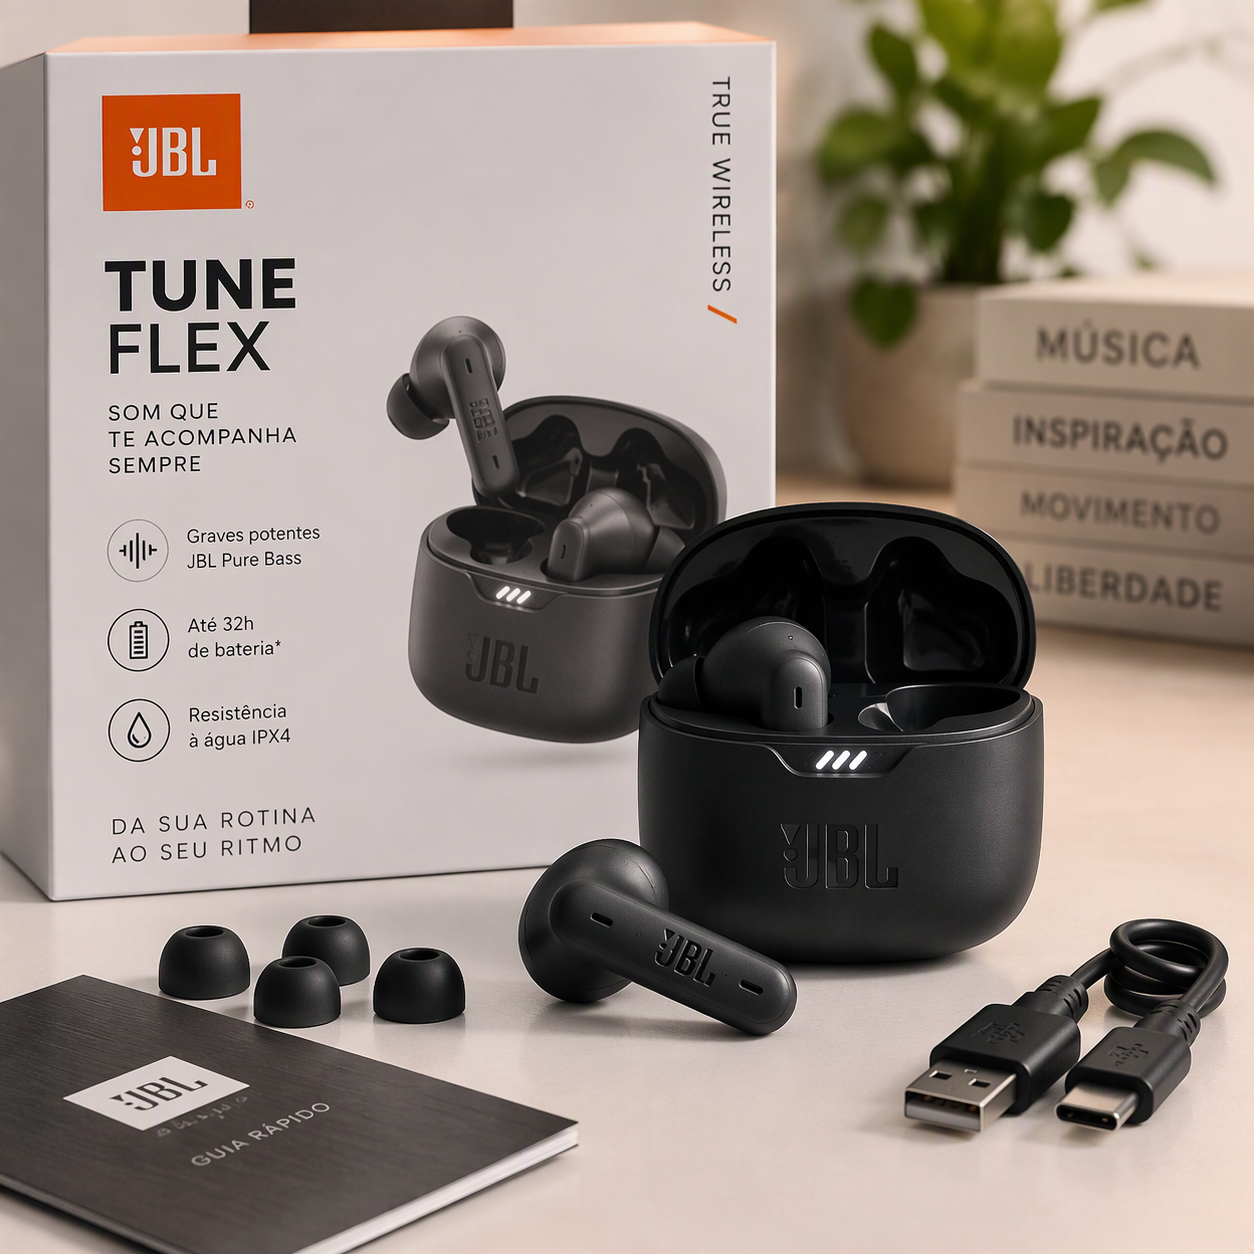 JBL
TRUE WIRELESS /
TUNE
FLEX
SOM QUE
TE ACOMPANHA
SEMPRE
Graves potentes
JBL Pure Bass
Até 32h
de bateria*
Resistência
à água IPX4
DA SUA ROTINA
AO SEU RITMO
JBL
JBL
MÚSICA
INSPIRAÇÃO
MOVIMENTO
LIBERDADE
JBL
JBL
JBL
GUIA RÁPIDO